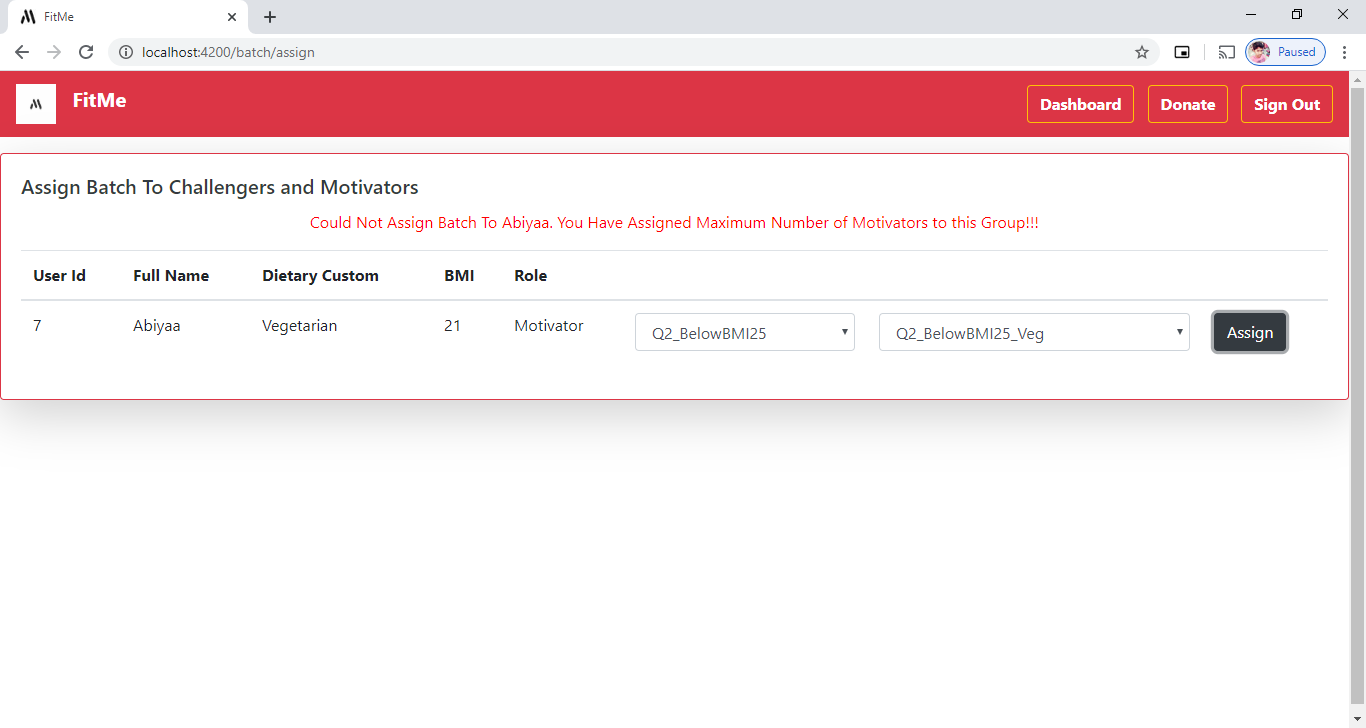 FitMe
localhost:4200/batch/assign
Paused
FitMe
Dashboard Donate Sign Out
Assign Batch To Challengers and Motivators
Could Not Assign Batch To Abiyaa. You Have Assigned Maximum Number of Motivators to this Group!!!
User Id Full Name Dietary Custom BMI Role
7 Abiyaa Vegetarian 21 Motivator Q2_BelowBMI25 Q2_BelowBMI25_Veg Assign